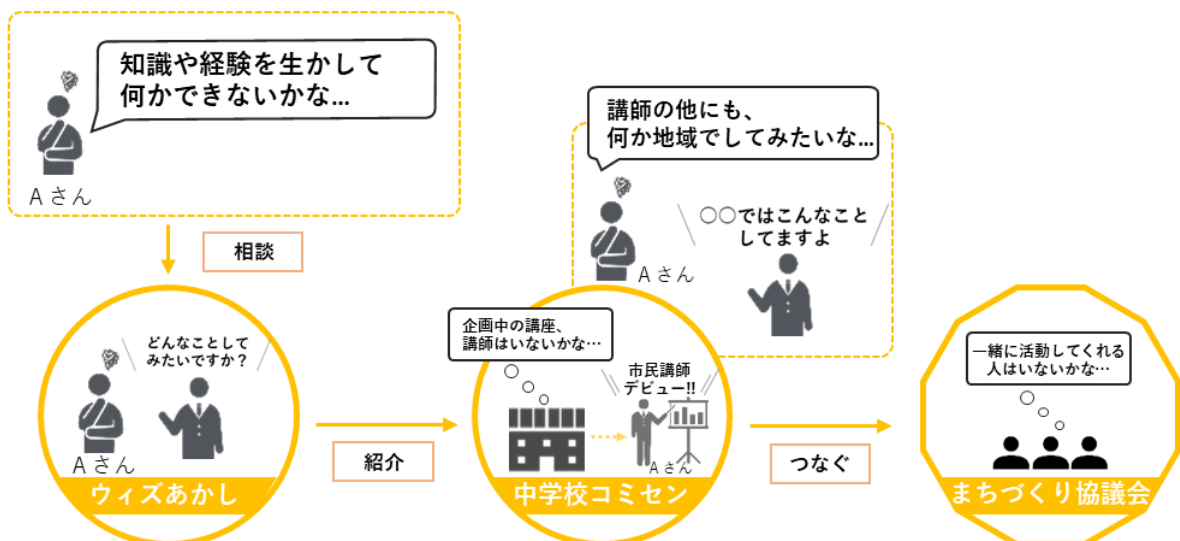 知識や経験を生かして
何かできないかな…
Aさん
相談
どんなことして
みたいですか？
Aさん
ウィズあかし
紹介
企画中の講座、
講師はいないかな…
市民講師
デビュー!!
Aさん
中学校コミセン
講師の他にも、
何か地域でしてみたいな…
Aさん
○○ではこんなこと
してますよ
つなぐ
一緒に活動してくれる
人はいないかな…
まちづくり協議会